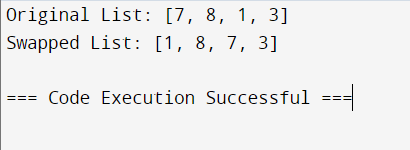 Original List: [7, 8, 1, 3]
Swapped List: [1, 8, 7, 3]
=== Code Execution Successful ===